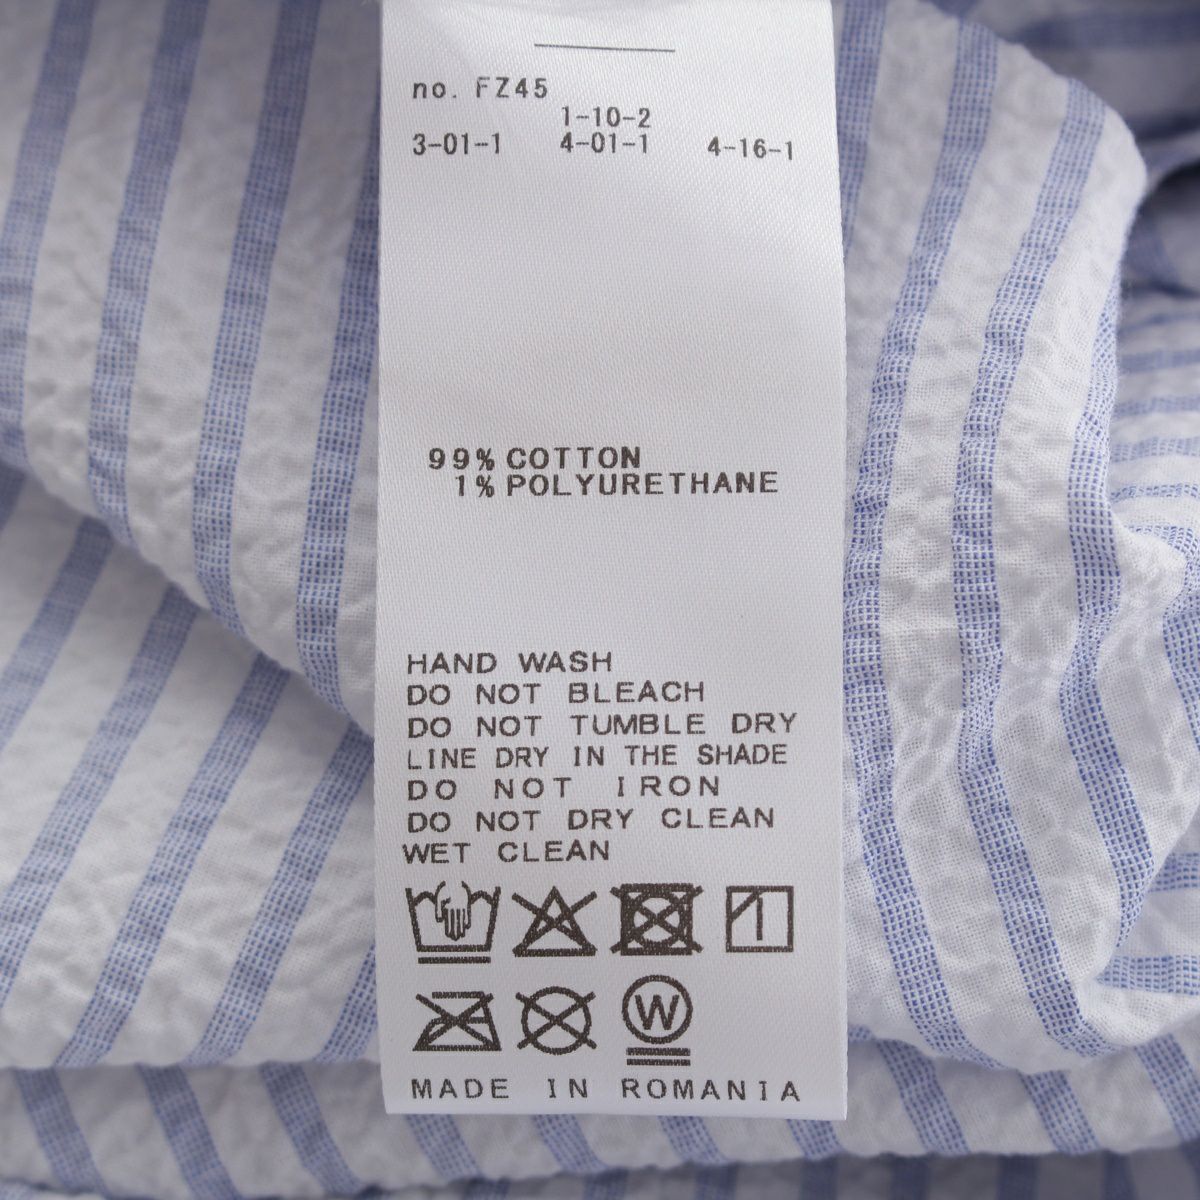 no. FZ45
1-10-2
3-01-1 4-01-1 4-16-1
99% COTTON
1% POLYURETHANE
HAND WASH
DO NOT BLEACH
DO NOT TUMBLE DRY
LINE DRY IN THE SHADE
DO NOT IRON
DO NOT DRY CLEAN
WET CLEAN
W
MADE IN ROMANIA